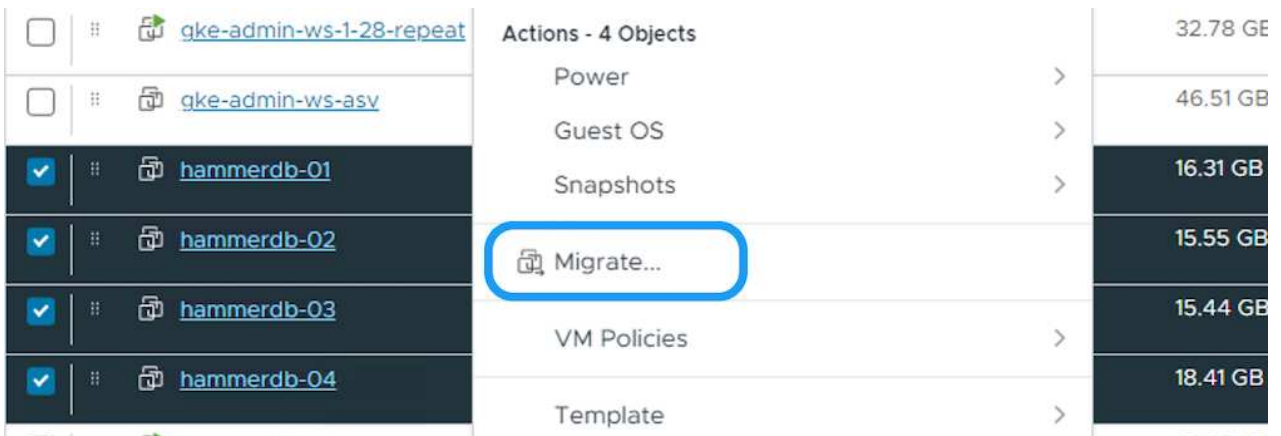 gke-admin-ws-1-28-repeat
Actions - 4 Objects
32.78 GB
Power
gke-admin-ws-asv
46.51 GB
Guest OS
hammerdb-01
Snapshots
16.31 GB
hammerdb-02
15.55 GB
Migrate...
hammerdb-03
15.44 GB
VM Policies
hammerdb-04
18.41 GB
Template